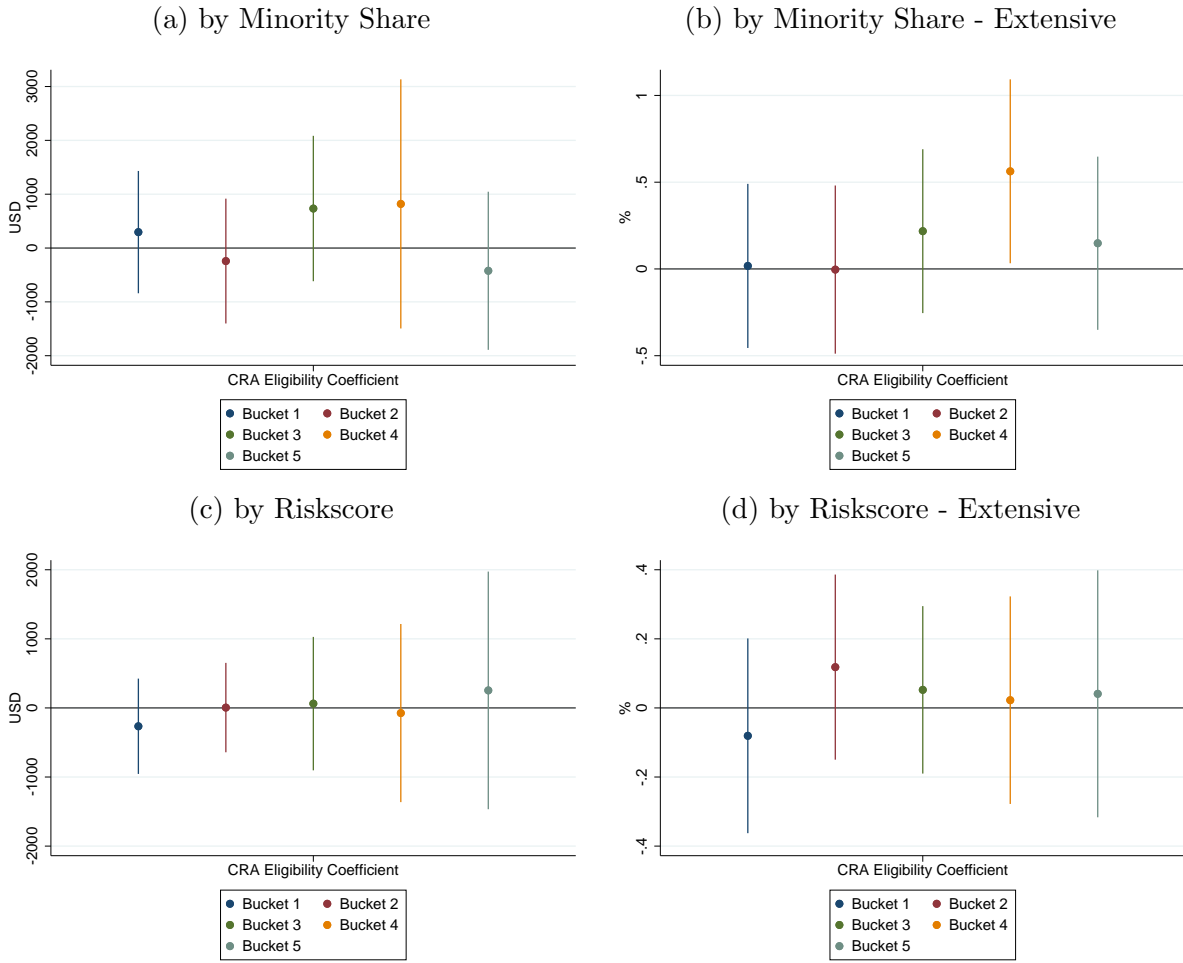 (a) by Minority Share
USD
3000
2000
1000
0
-1000
-2000
CRA Eligibility Coefficient
Bucket 1 Bucket 2
Bucket 3 Bucket 4
Bucket 5
(b) by Minority Share - Extensive
%
1
.5
0
-.5
CRA Eligibility Coefficient
Bucket 1 Bucket 2
Bucket 3 Bucket 4
Bucket 5
(c) by Riskscore
USD
2000
1000
0
-1000
-2000
CRA Eligibility Coefficient
Bucket 1 Bucket 2
Bucket 3 Bucket 4
Bucket 5
(d) by Riskscore - Extensive
%
.4
.2
0
-.2
-.4
CRA Eligibility Coefficient
Bucket 1 Bucket 2
Bucket 3 Bucket 4
Bucket 5